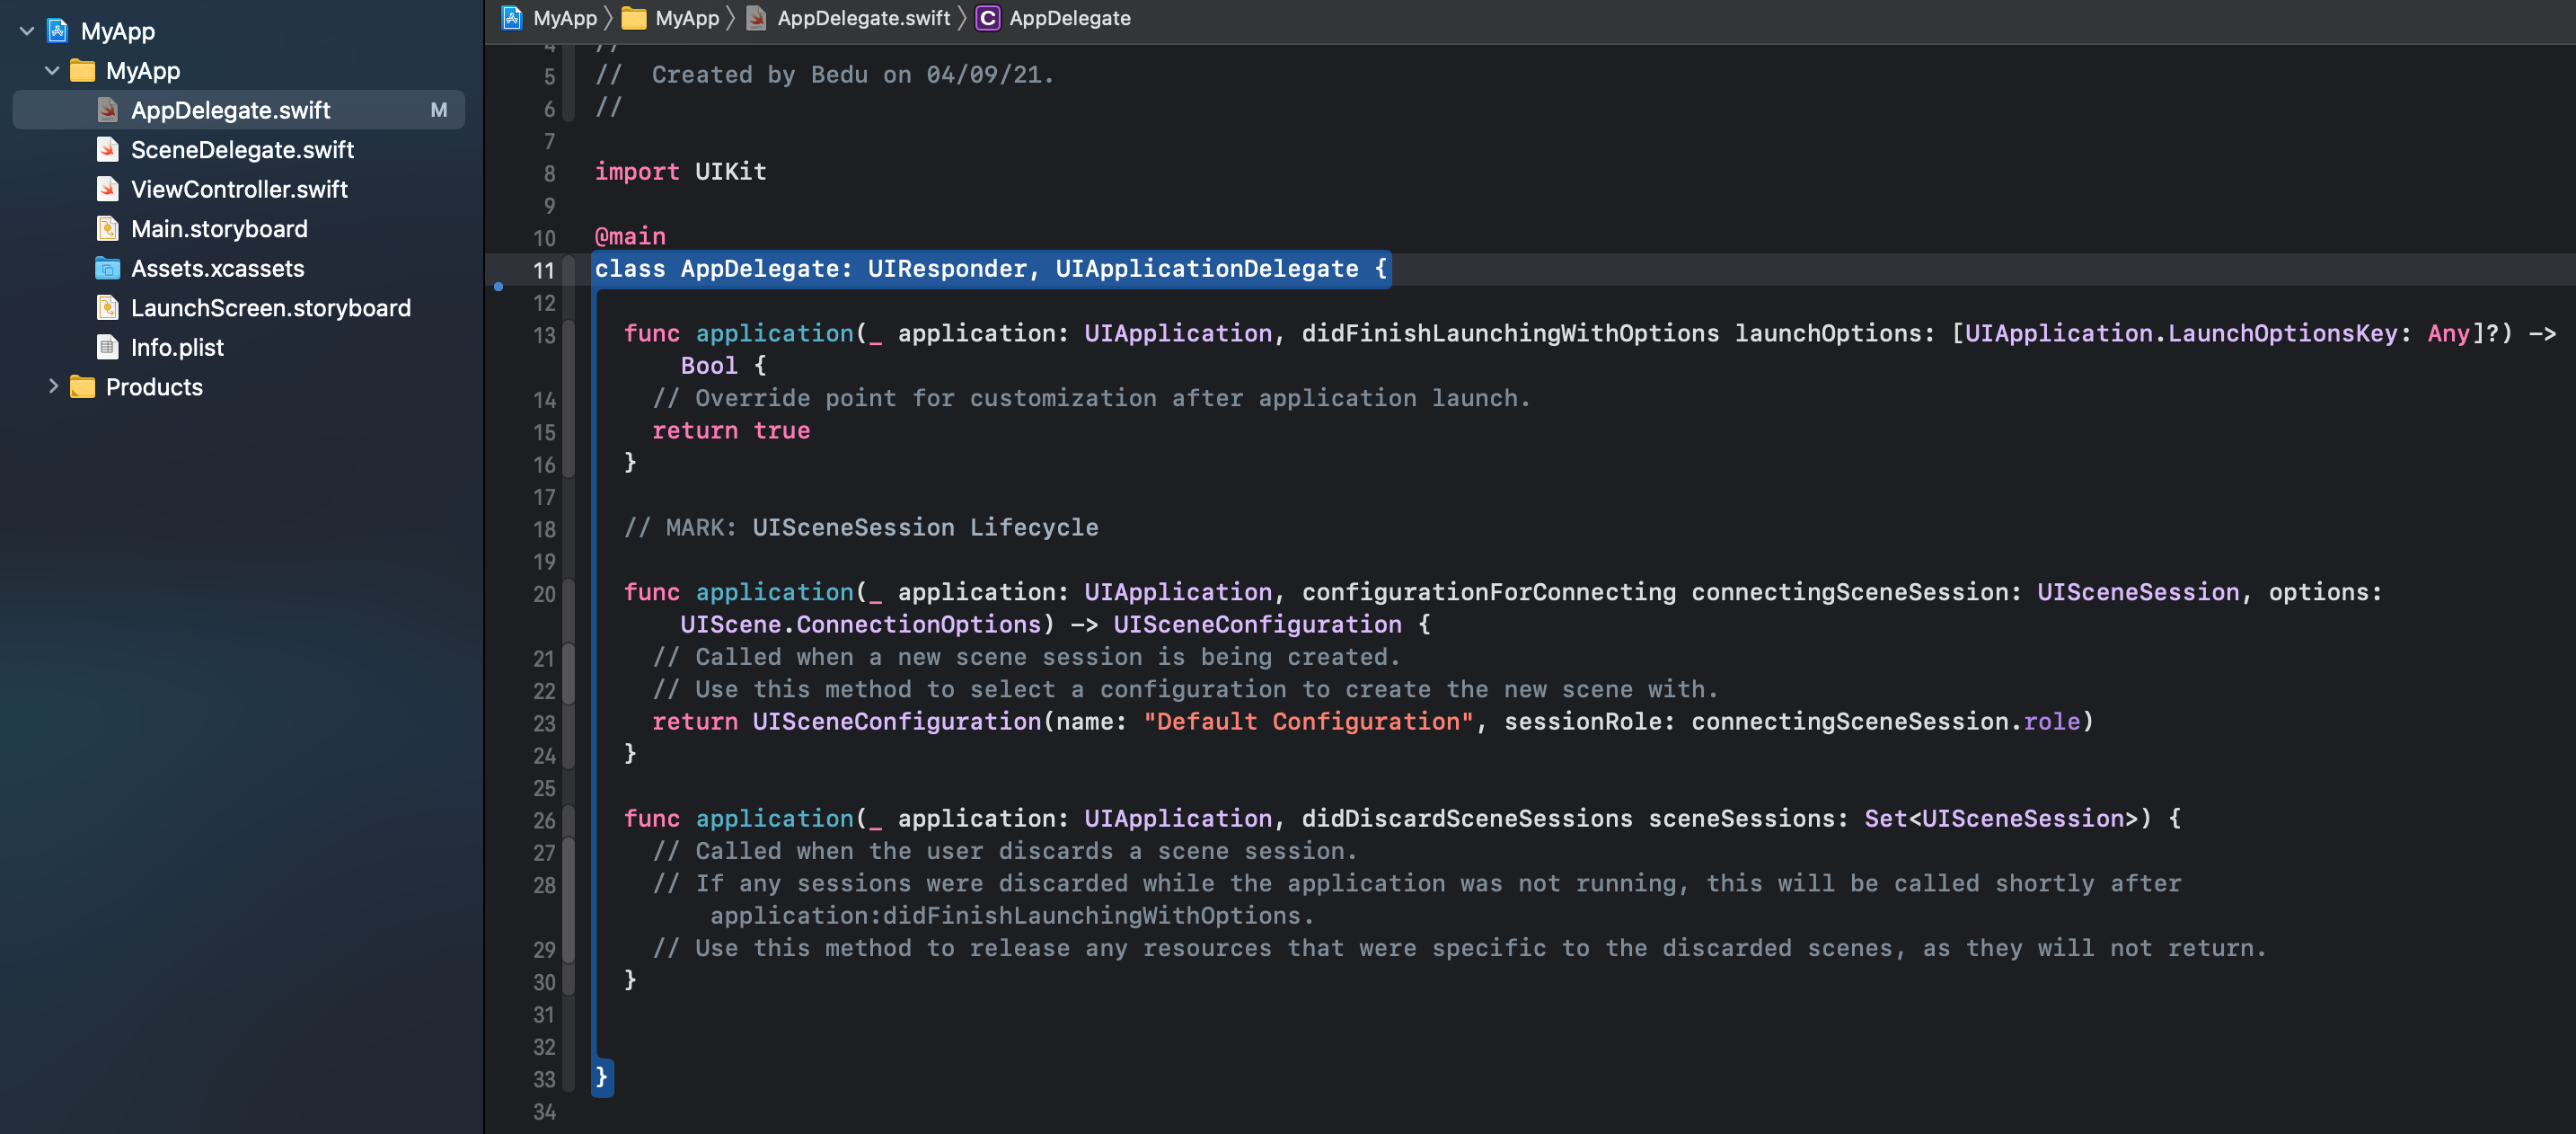 MyApp
MyApp
AppDelegate.swift M
SceneDelegate.swift
ViewController.swift
Main.storyboard
Assets.xcassets
LaunchScreen.storyboard
Info.plist
Products
MyApp 〉 MyApp 〉 AppDelegate.swift 〉 C AppDelegate
4 //
5 //  Created by Bedu on 04/09/21.
6 //
7
8 import UIKit
9
10 @main
11 class AppDelegate: UIResponder, UIApplicationDelegate {
12
13   func application(_ application: UIApplication, didFinishLaunchingWithOptions launchOptions: [UIApplication.LaunchOptionsKey: Any]?) ->
Bool {
14     // Override point for customization after application launch.
15     return true
16   }
17
18   // MARK: UISceneSession Lifecycle
19
20   func application(_ application: UIApplication, configurationForConnecting connectingSceneSession: UISceneSession, options:
UIScene.ConnectionOptions) -> UISceneConfiguration {
21     // Called when a new scene session is being created.
22     // Use this method to select a configuration to create the new scene with.
23     return UISceneConfiguration(name: "Default Configuration", sessionRole: connectingSceneSession.role)
24   }
25
26   func application(_ application: UIApplication, didDiscardSceneSessions sceneSessions: Set<UISceneSession>) {
27     // Called when the user discards a scene session.
28     // If any sessions were discarded while the application was not running, this will be called shortly after
application:didFinishLaunchingWithOptions.
29     // Use this method to release any resources that were specific to the discarded scenes, as they will not return.
30   }
31
32
33 }
34